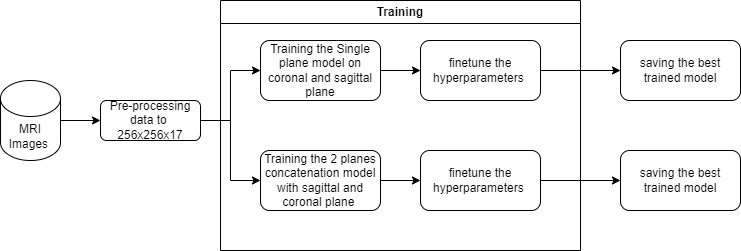 Training
MRI
Images
Pre-processing
data to
256x256x17
Training the Single
plane model on
coronal and sagittal
plane
finetune the
hyperparameters
saving the best
trained model
Training the 2 planes
concatenation model
with sagittal and
coronal plane
finetune the
hyperparameters
saving the best
trained model